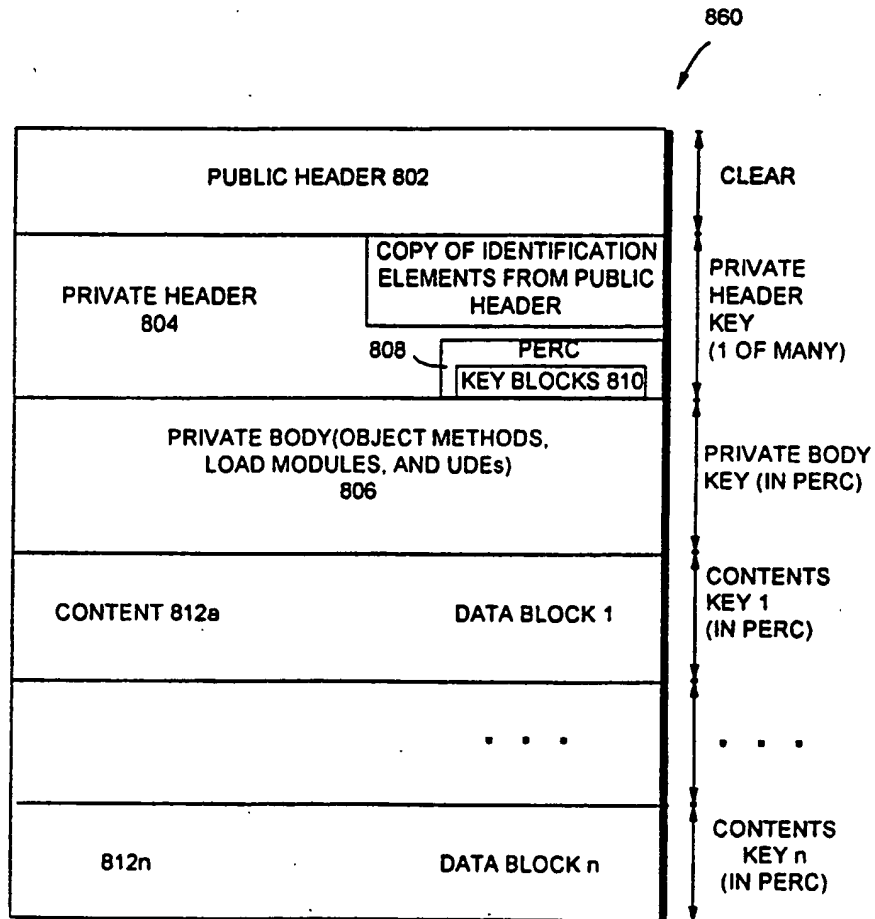 860
PUBLIC HEADER 802
CLEAR
COPY OF IDENTIFICATION
ELEMENTS FROM PUBLIC
HEADER
PRIVATE HEADER
804
PRIVATE
HEADER
KEY
(1 OF MANY)
808
PERC
KEY BLOCKS 810
PRIVATE BODY(OBJECT METHODS,
LOAD MODULES, AND UDEs)
806
PRIVATE BODY
KEY (IN PERC)
CONTENT 812a
DATA BLOCK 1
CONTENTS
KEY 1
(IN PERC)
. . .
. . .
812n
DATA BLOCK n
CONTENTS
KEY n
(IN PERC)